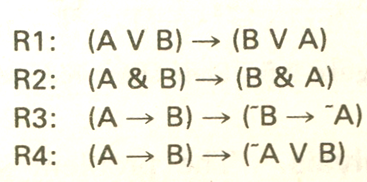 R1: (A V B) → (B V A)
R2: (A & B) → (B & A)
R3: (A → B) → (‾B → ‾A)
R4: (A → B) → (‾A V B)